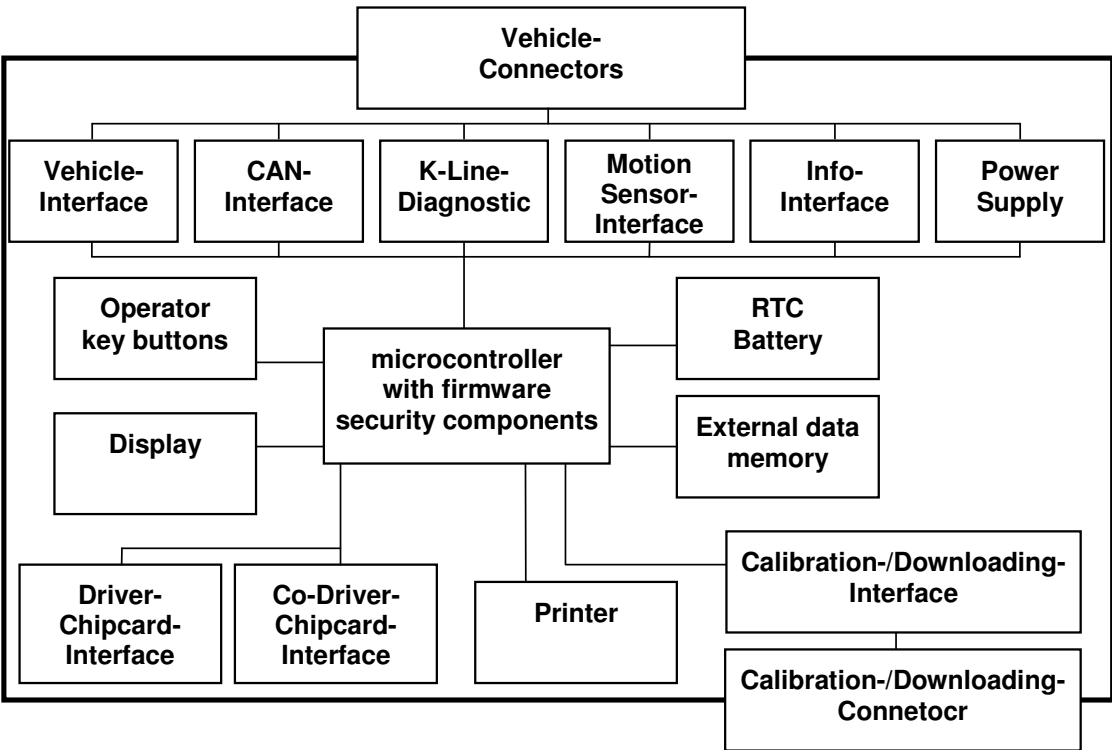 Vehicle-
Connectors
Vehicle-
Interface
CAN-
Interface
K-Line-
Diagnostic
Motion
Sensor-
Interface
Info-
Interface
Power
Supply
Operator
key buttons
RTC
Battery
microcontroller
with firmware
security components
Display
External data
memory
Driver-
Chipcard-
Interface
Co-Driver-
Chipcard-
Interface
Printer
Calibration-/Downloading-
Interface
Calibration-/Downloading-
Connetocr